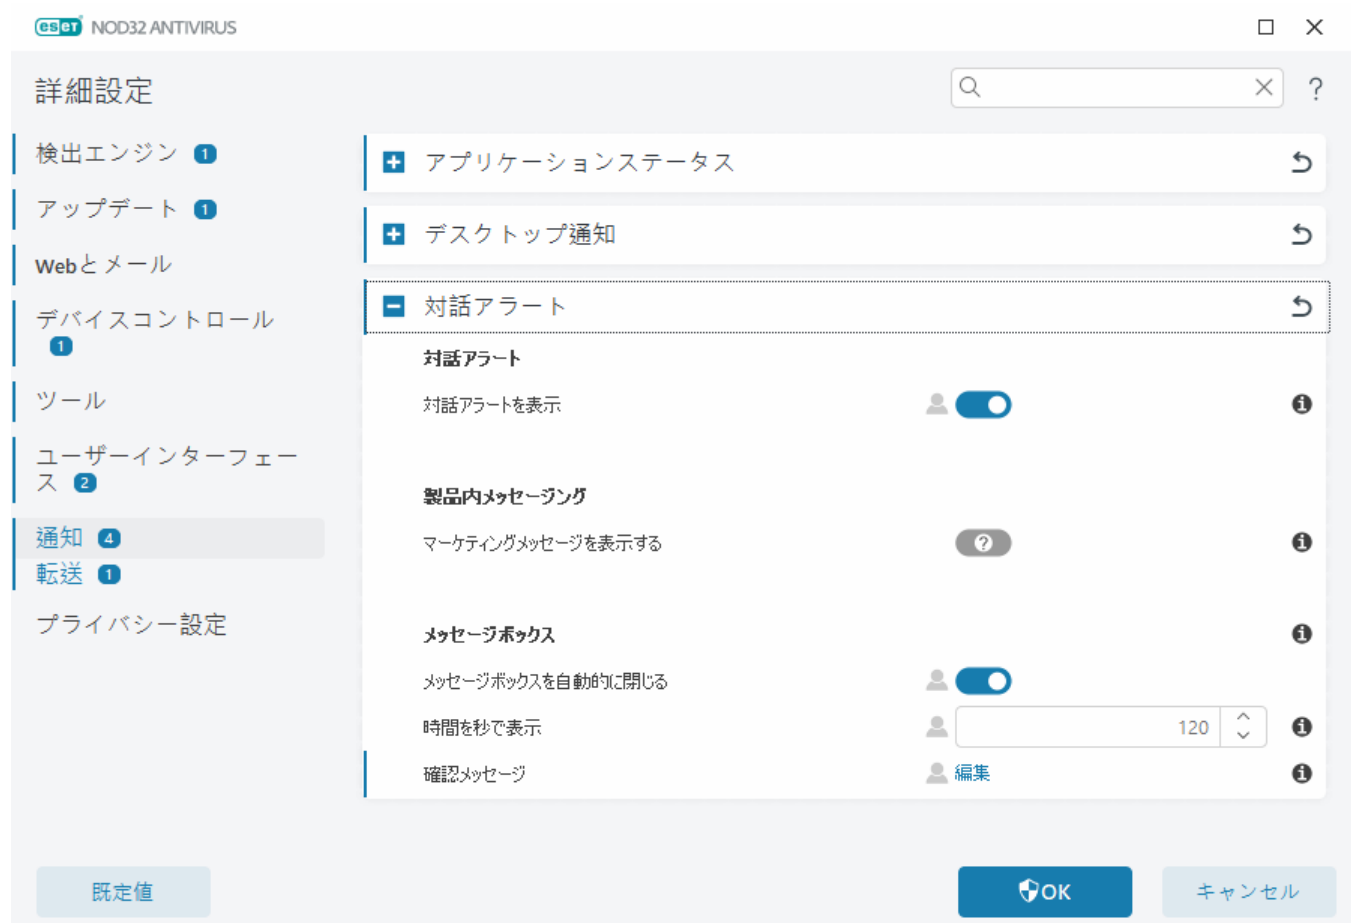 eset NOD32 ANTIVIRUS
詳細設定
?
検出エンジン 1
アップデート 1
Webとメール
デバイスコントロール
1
ツール
ユーザーインターフェー
ス 2
通知 4
転送 1
プライバシー設定
アプリケーションステータス
デスクトップ通知
対話アラート
対話アラート
対話アラートを表示
製品内メッセージング
マーケティングメッセージを表示する ?
メッセージボックス
メッセージボックスを自動的に閉じる
時間を秒で表示 120
確認メッセージ 編集
既定値
OK
キャンセル